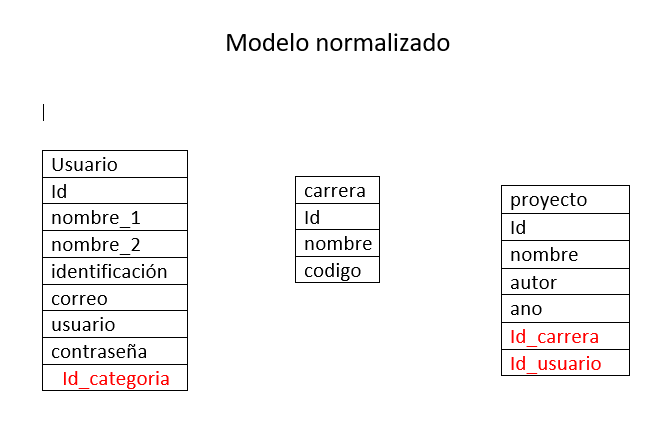 Modelo normalizado
Usuario
Id
nombre_1
nombre_2
identificación
correo
usuario
contraseña
Id_categoria
carrera
Id
nombre
codigo
proyecto
Id
nombre
autor
ano
Id_carrera
Id_usuario